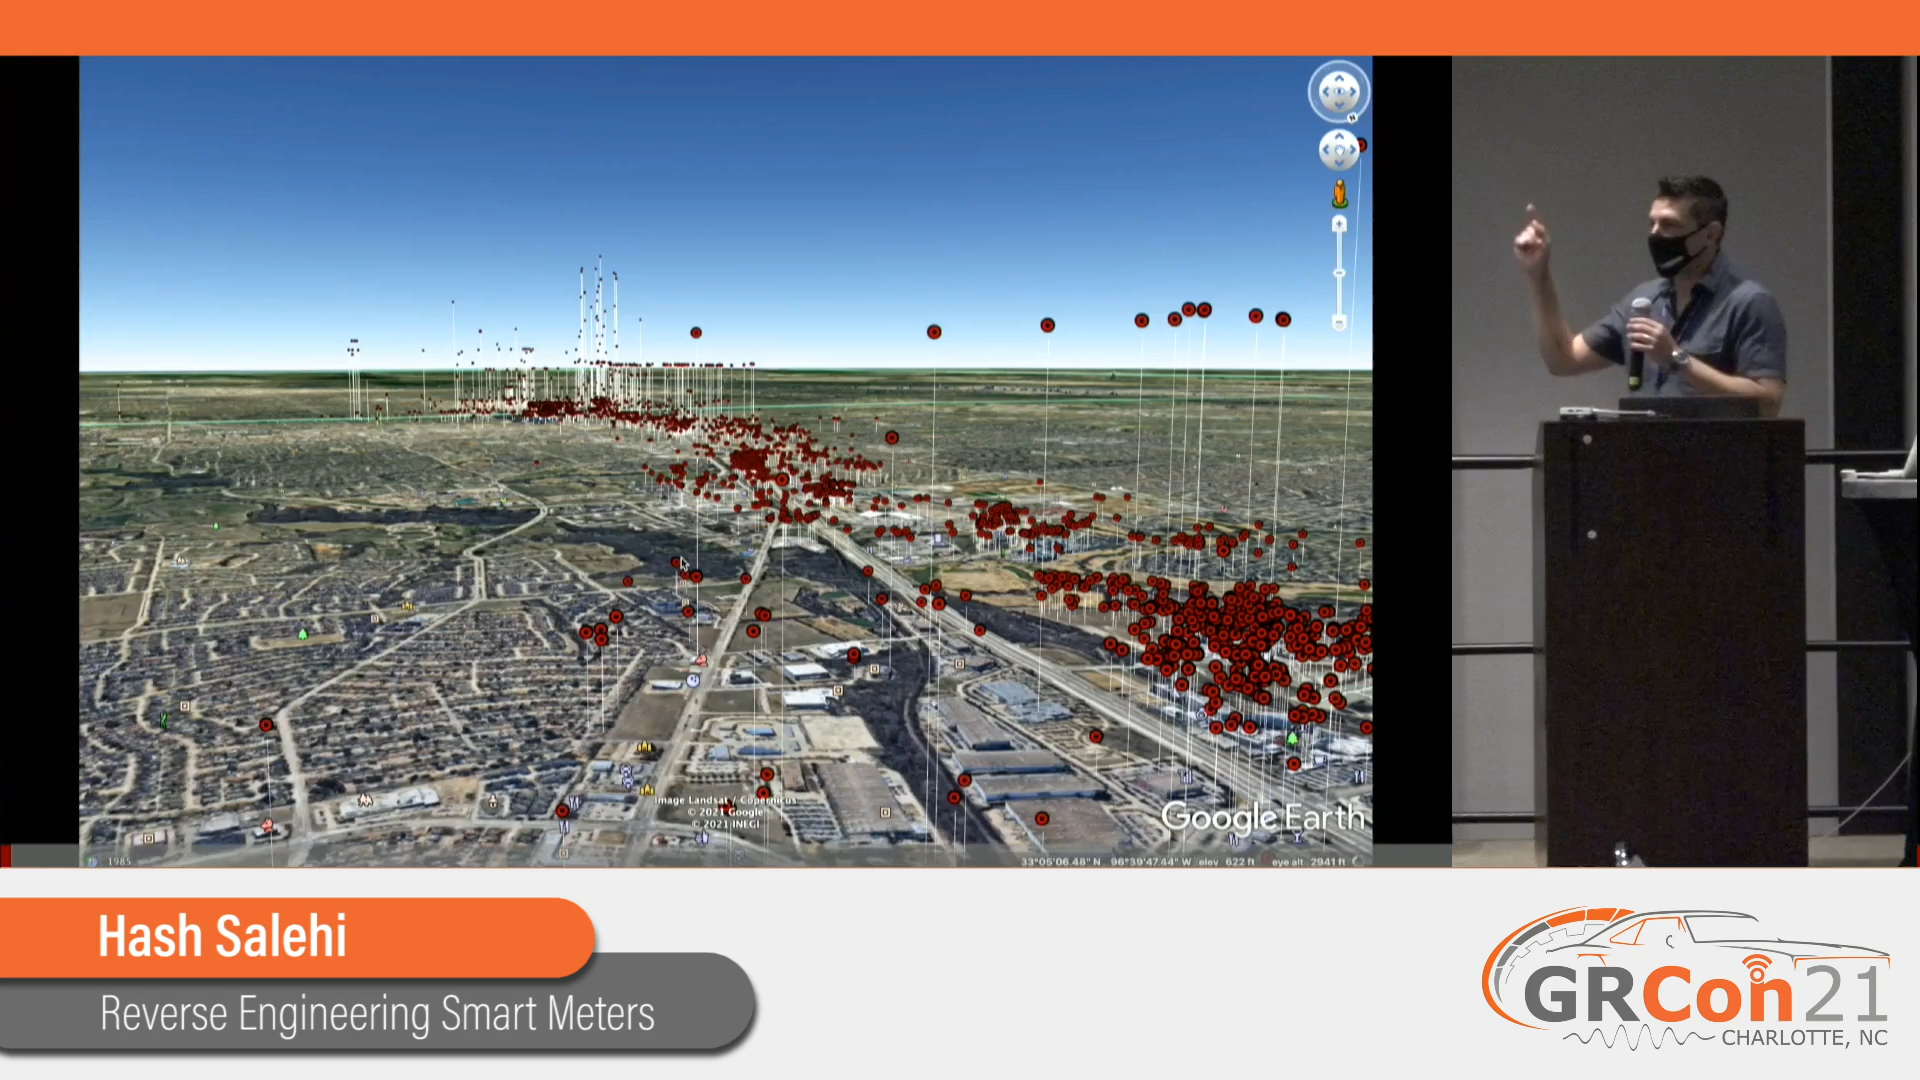 Image Landsat / Copernicus
© 2021 Google
© 2021 INEGI
Google Earth
1985
33°05'06.48" N 96°39'47.44" W elev 622 ft eye alt 2941 ft
Hash Salehi
Reverse Engineering Smart Meters
GRCon21
CHARLOTTE, NC